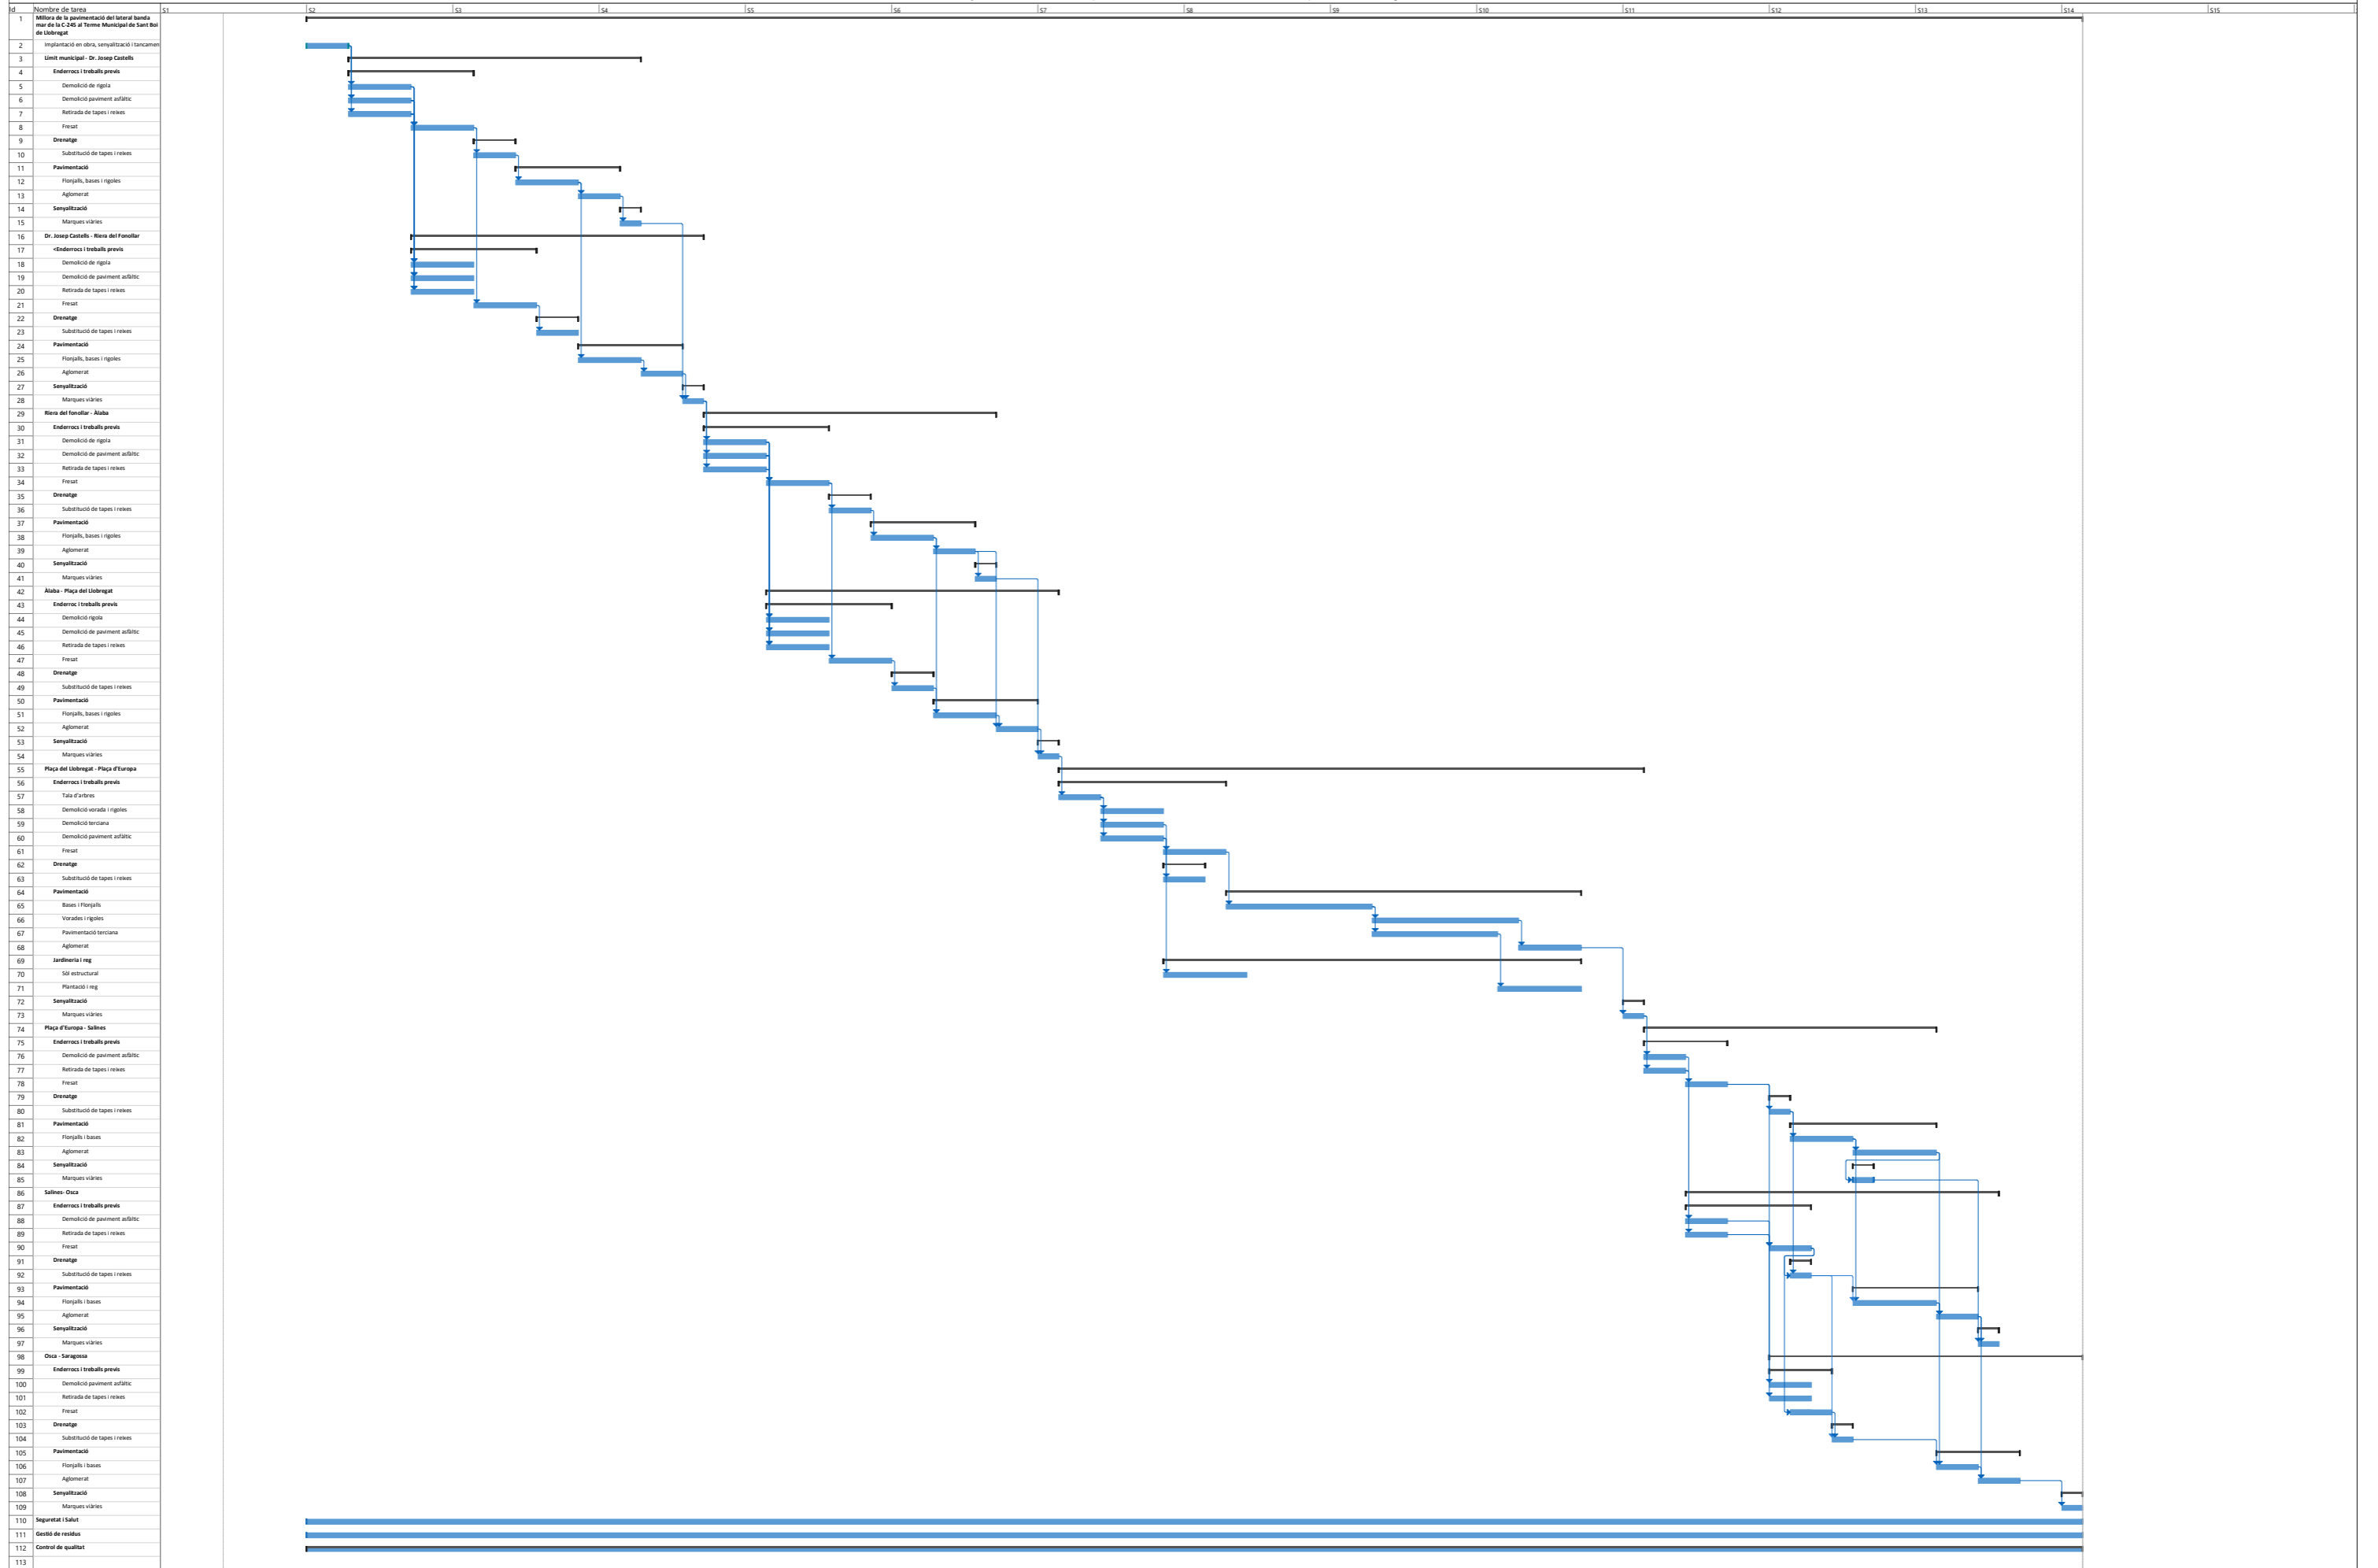 Id Nombre de tarea S1 S2 S3 S4 S5 S6 S7 S8 S9 S10 S11 S12 S13 S14 S15
1 Millora de la pavimentació del lateral banda
mar de la C-245 al Terme Municipal de Sant Boi
de Llobregat
2 Implantació en obra, senyalització i tancamen
3 Límit municipal - Dr. Josep Castells
4 Enderrocs i treballs previs
5 Demolició de rigola
6 Demolició paviment asfàltic
7 Retirada de tapes i reixes
8 Fresat
9 Drenatge
10 Substitució de tapes i reixes
11 Pavimentació
12 Flonjalls, bases i rigoles
13 Aglomerat
14 Senyalització
15 Marques viàries
16 Dr. Josep Castells - Riera del Fonollar
17 <Enderrocs i treballs previs
18 Demolició de rigola
19 Demolició de paviment asfàltic
20 Retirada de tapes i reixes
21 Fresat
22 Drenatge
23 Substitució de tapes i reixes
24 Pavimentació
25 Flonjalls, bases i rigoles
26 Aglomerat
27 Senyalització
28 Marques viàries
29 Riera del fonollar - Àlaba
30 Enderrocs i treballs previs
31 Demolició de rigola
32 Demolició de paviment asfàltic
33 Retirada de tapes i reixes
34 Fresat
35 Drenatge
36 Substitució de tapes i reixes
37 Pavimentació
38 Flonjalls, bases i rigoles
39 Aglomerat
40 Senyalització
41 Marques viàries
42 Àlaba - Plaça del Llobregat
43 Enderroc i treballs previs
44 Demolició rigola
45 Demolició de paviment asfàltic
46 Retirada de tapes i reixes
47 Fresat
48 Drenatge
49 Substitució de tapes i reixes
50 Pavimentació
51 Flonjalls, bases i rigoles
52 Aglomerat
53 Senyalització
54 Marques viàries
55 Plaça del Llobregat - Plaça d'Europa
56 Enderrocs i treballs previs
57 Tala d'arbres
58 Demolició vorada i rigoles
59 Demolició terciana
60 Demolició paviment asfàltic
61 Fresat
62 Drenatge
63 Substitució de tapes i reixes
64 Pavimentació
65 Bases i Flonjalls
66 Vorades i rigoles
67 Pavimentació terciana
68 Aglomerat
69 Jardineria i reg
70 Sòl estructural
71 Plantació i reg
72 Senyalització
73 Marques viàries
74 Plaça d'Europa - Salines
75 Enderrocs i treballs previs
76 Demolició de paviment asfàltic
77 Retirada de tapes i reixes
78 Fresat
79 Drenatge
80 Substitució de tapes i reixes
81 Pavimentació
82 Flonjalls i bases
83 Aglomerat
84 Senyalització
85 Marques viàries
86 Salines- Osca
87 Enderrocs i treballs previs
88 Demolició de paviment asfàltic
89 Retirada de tapes i reixes
90 Fresat
91 Drenatge
92 Substitució de tapes i reixes
93 Pavimentació
94 Flonjalls i bases
95 Aglomerat
96 Senyalització
97 Marques viàries
98 Osca - Saragossa
99 Enderrocs i treballs previs
100 Demolició paviment asfàltic
101 Retirada de tapes i reixes
102 Fresat
103 Drenatge
104 Substitució de tapes i reixes
105 Pavimentació
106 Flonjalls i bases
107 Aglomerat
108 Senyalització
109 Marques viàries
110 Seguretat i Salut
111 Gestió de residus
112 Control de qualitat
113